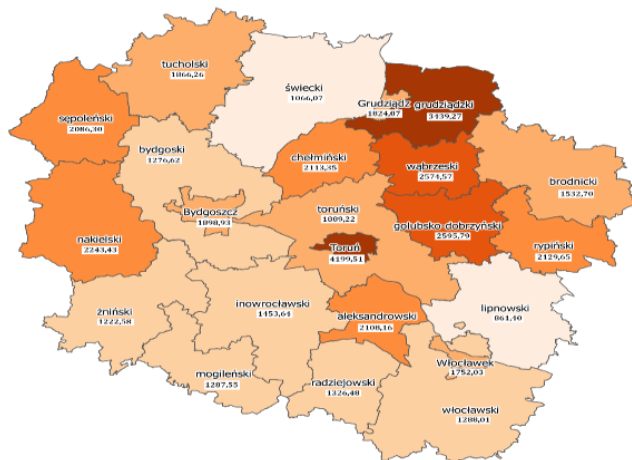 tucholski
1866,26
świecki
1066,07
Grudziądz
1824,07
grudziądzki
3439,27
sępoleński
2086,30
bydgoski
1276,62
chełmiński
2113,35
wąbrzeski
2574,57
brodnicki
1532,70
Bydgoszcz
1898,93
toruński
1889,22
golubsko-dobrzyński
2595,79
nakielski
2243,43
Toruń
4199,51
rypiński
2129,65
żniński
1222,58
inowrocławski
1453,64
aleksandrowski
2108,16
lipnowski
861,40
mogileński
1287,55
radziejowski
1326,48
Włocławek
1752,03
włocławski
1288,01